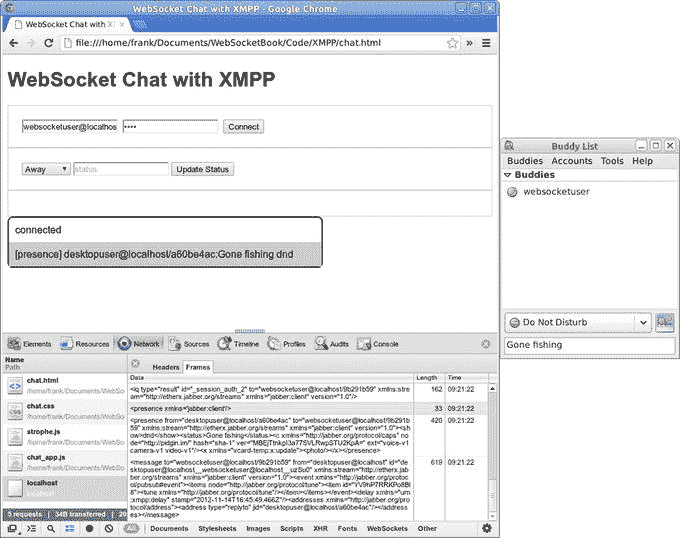 WebSocket Chat with XMPP - Google Chrome
WebSocket Chat with X
file:///home/frank/Documents/WebSocketBook/Code/XMPP/chat.html
WebSocket Chat with XMPP
websocketuser@localhos
Connect
Away
status
Update Status
connected
[presence] desktopuser@localhost/a60be4ac:Gone fishing dnd
Buddy List
Buddies Accounts Tools Help
Buddies
websocketuser
Do Not Disturb
Gone fishing
Elements Resources Network Sources Timeline Profiles Audits Console
Name
Path
Headers Frames
Data Length Time
chat.html
/home/frank/Documents/WebSo
chat.css
/home/frank/Documents/WebSo
strophe.js
/home/frank/Documents/WebSo
chat_app.js
/home/frank/Documents/WebSo
localhost
5 requests | 34B transferred | 20
<iq type="result" id="_session_auth_2" to="websocketuser@localhost/9b291b59" xmlns:stre
am="http://etherx.jabber.org/streams" xmlns="jabber:client" version="1.0"/>
162 09:21:22
<presence xmlns="jabber:client"/>
33 09:21:22
<presence from="desktopuser@localhost/a60be4ac" to="websocketuser@localhost/9b291
b59" xmlns:stream="http://etherx.jabber.org/streams" xmlns="jabber:client" version="1.0"><s
how>dnd</show><status>Gone fishing</status><c xmlns="http://jabber.org/protocol/caps"
node="http://pidgin.im/" hash="sha-1" ext="voice-v1
camera-v1 video-v1"/><x xmlns="vcard-temp:x:update"><photo/></x></presence>
420 09:21:22
<message to="websocketuser@localhost/9b291b59" from="desktopuser@localhost" id="de
xmlns:stream="http://etherx.jabber.or
g/streams" xmlns="jabber:client" version="1.0"><event xmlns="http://jabber.org/protocol/
pubsub#event"><items node="http://jabber.org/protocol/tune"><item
><tune xmlns="http://jabber.org/protocol/tune"/></item></items></event><delay xmlns="urn
:xmpp:delay" stamp="2012-11-14T16:45:49.466Z"/><addresses xmlns="http://jabber.org/prot
ocol/address"><address type="replyto" jid="desktopuser@localhost/a60be4ac"/></address
es></message>
619 09:21:22
All Documents Stylesheets Images Scripts XHR Fonts WebSockets Other